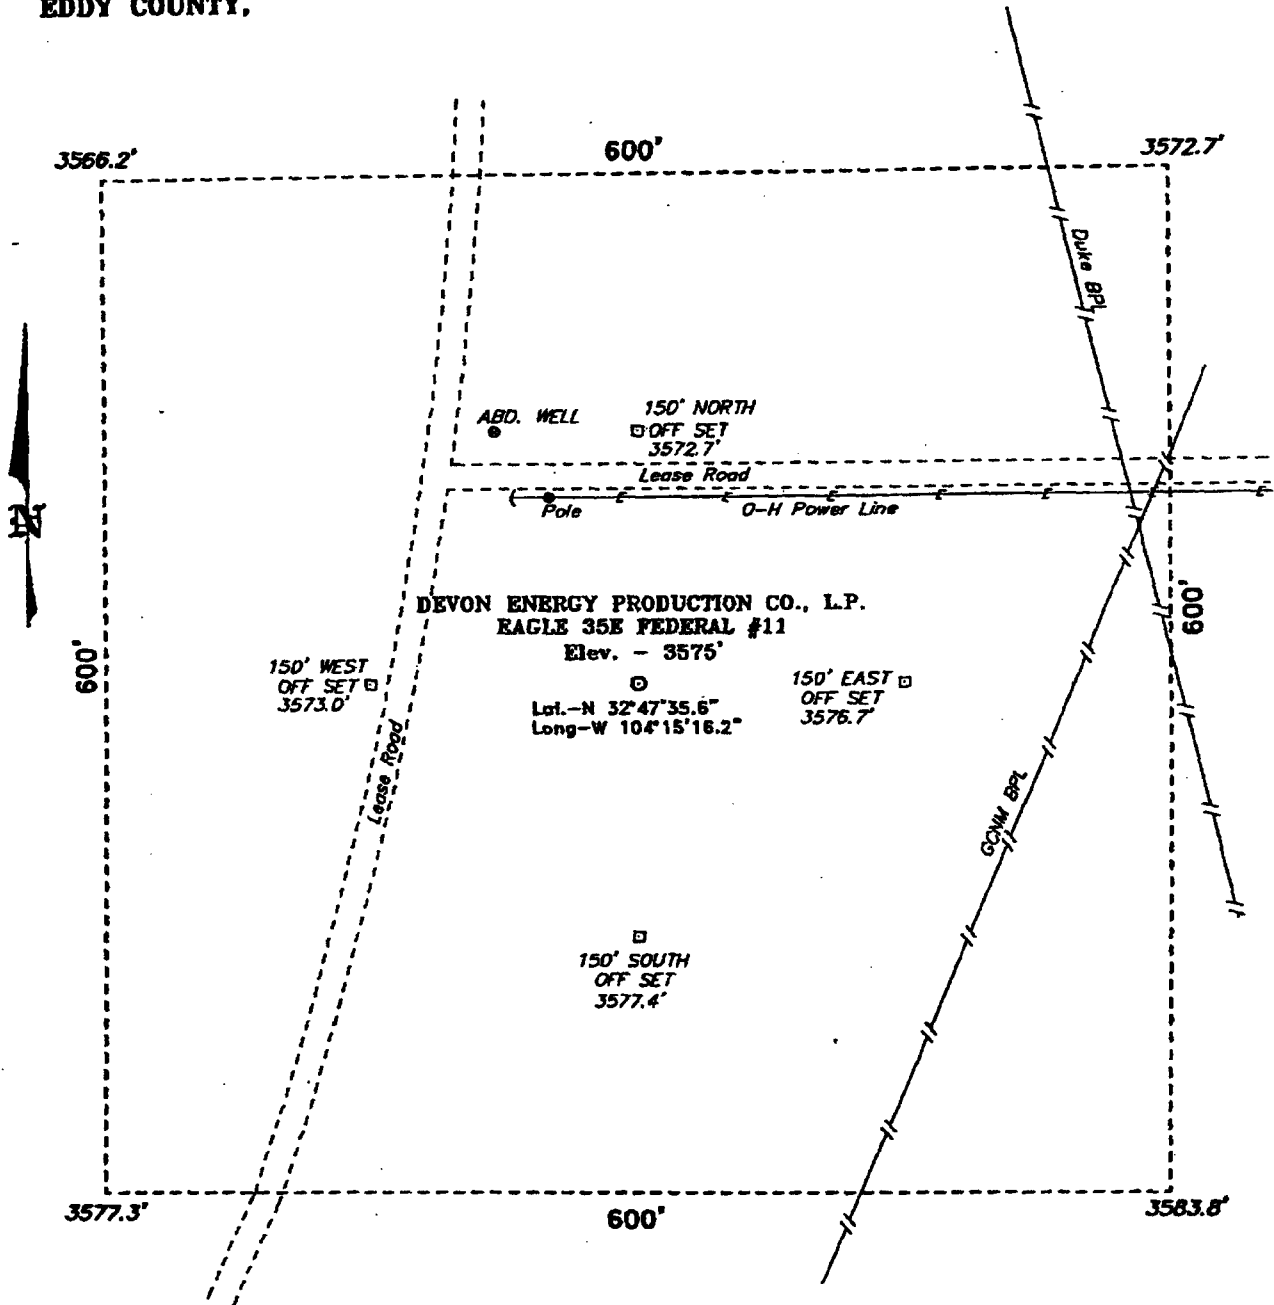 EDDY COUNTY,
600'
3566.2'
3572.7'
Duke BPL
ABD. WELL
150' NORTH
OFF SET
3572.7'
Lease Road
Pole
O-H Power Line
N
DEVON ENERGY PRODUCTION CO., L.P.
EAGLE 35E FEDERAL #11
Elev. - 3575'
600'
600'
150' WEST
OFF SET
3573.0'
150' EAST
OFF SET
3576.7'
Lat.-N 32°47'35.6"
Long-W 104°15'16.2"
Lease Road
GCNM BPL
150' SOUTH
OFF SET
3577.4'
3577.3'
600'
3583.8'